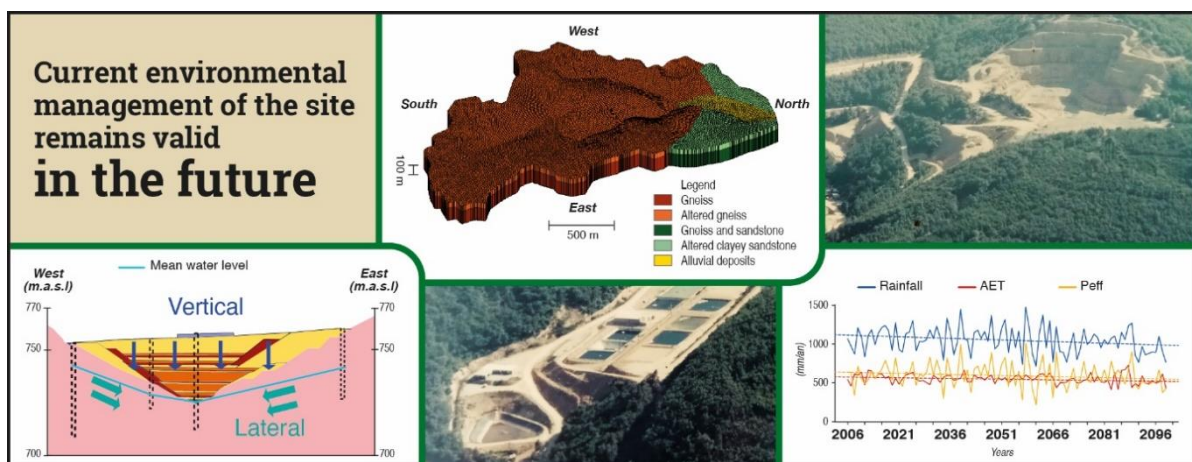 Current environmental
management of the site
remains valid
in the future
West
South
North
100 m
East
500 m
Legend
Gneiss
Altered gneiss
Gneiss and sandstone
Altered clayey sandstone
Alluvial deposits
West
(m.a.s.l)
Mean water level
East
(m.a.s.l)
770
770
Vertical
750
750
Lateral
700
700
Rainfall
AET
Peff
1500
1000
500
0
(mm/an)
2006 2021 2036 2051 2066 2081 2096
Years